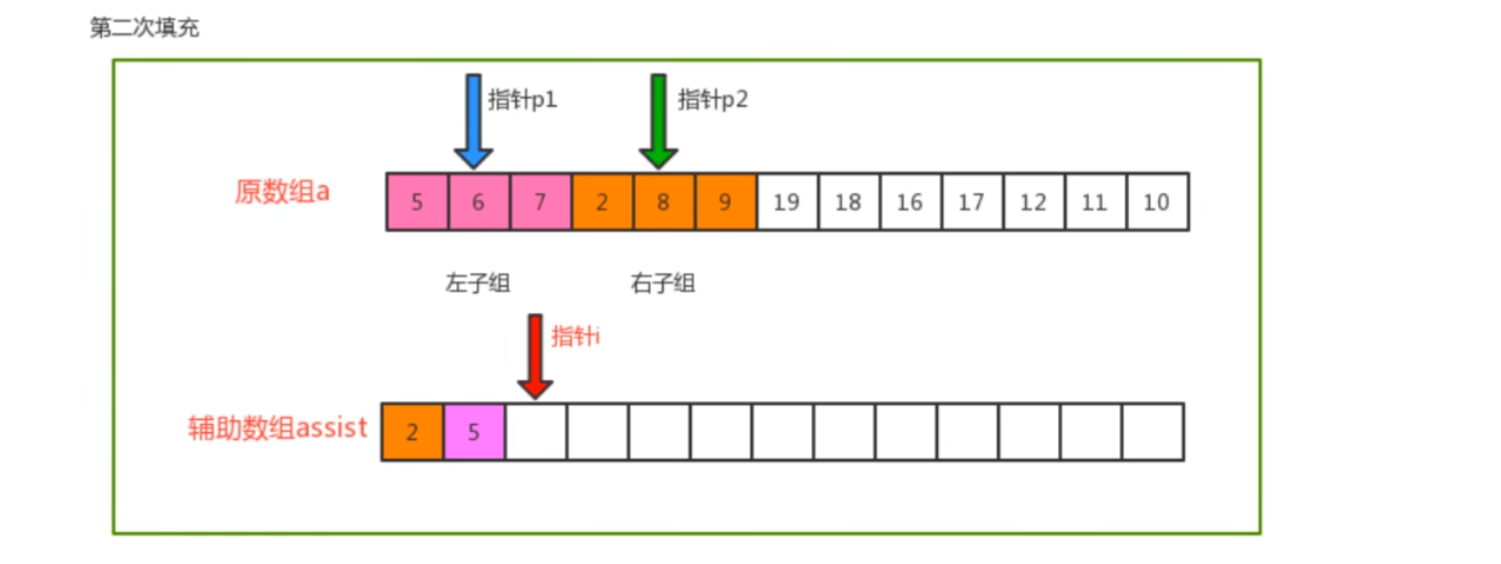 第二次填充
指针p1 指针p2
原数组a 5 6 7 2 8 9 19 18 16 17 12 11 10
左子组 右子组
指针i
辅助数组assist 2 5